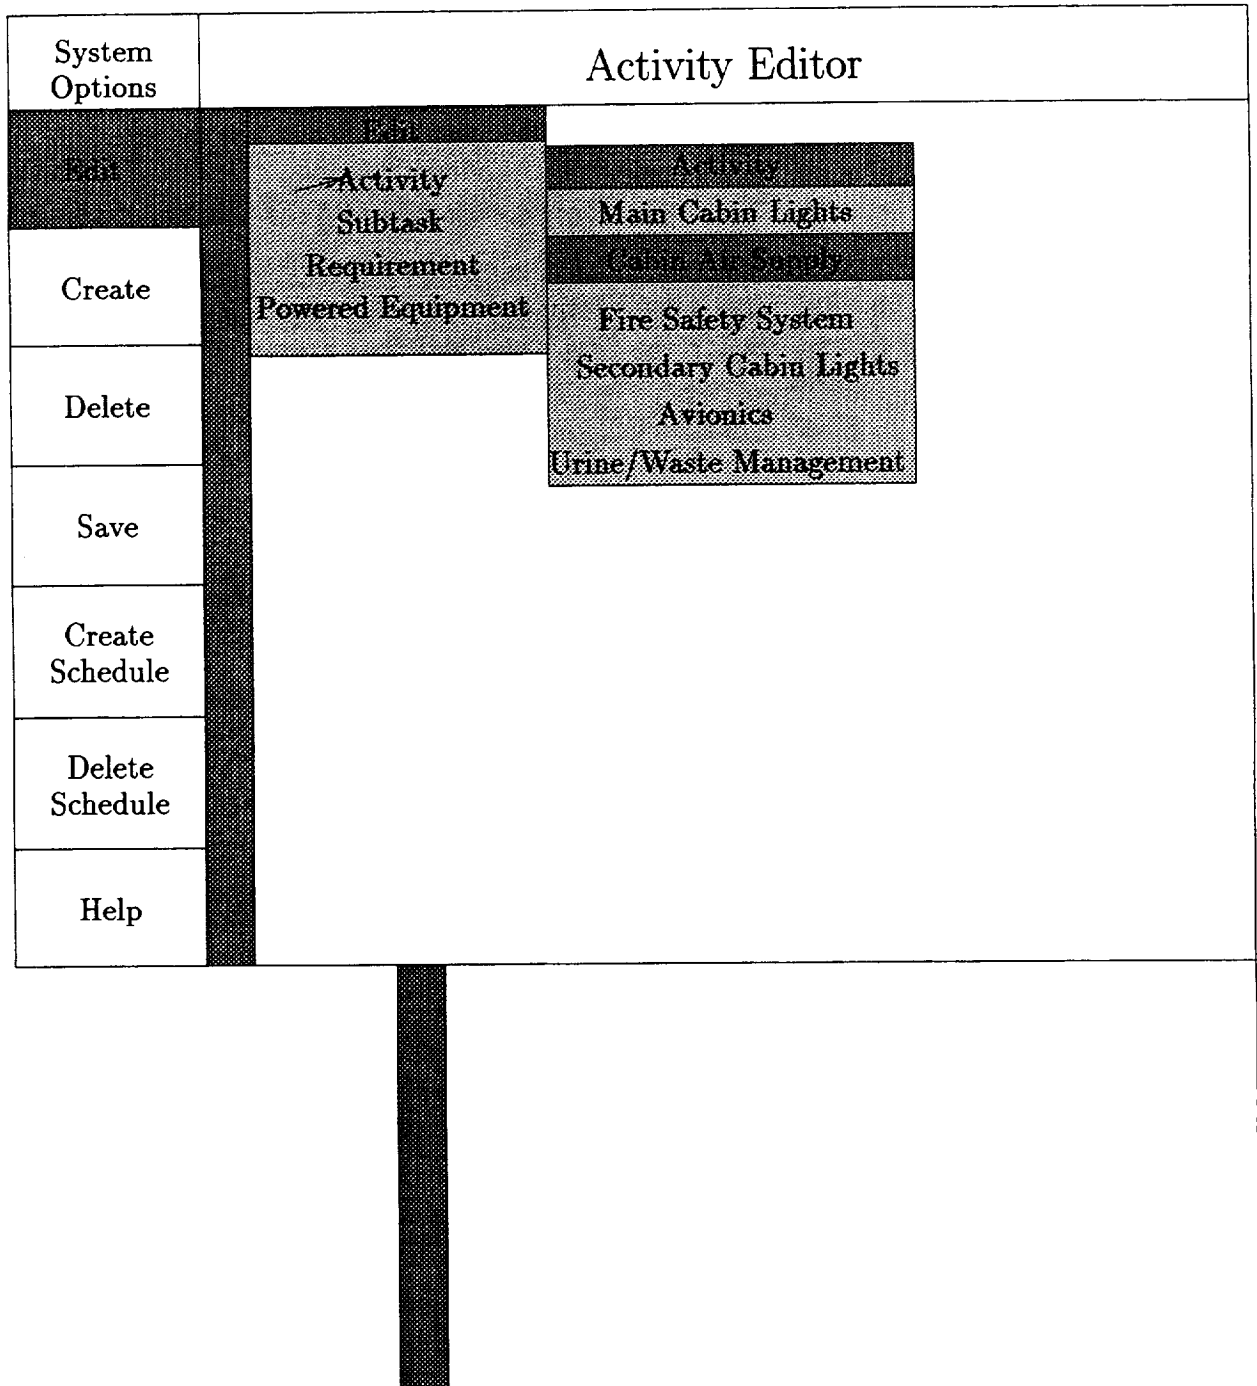 System
Options
Activity Editor
Edit
Create
Delete
Save
Create
Schedule
Delete
Schedule
Help
Edit
Activity
Subtask
Requirement
Powered Equipment
Activity
Main Cabin Lights
Cabin Air Supply
Fire Safety System
Secondary Cabin Lights
Avionics
Urine/Waste Management